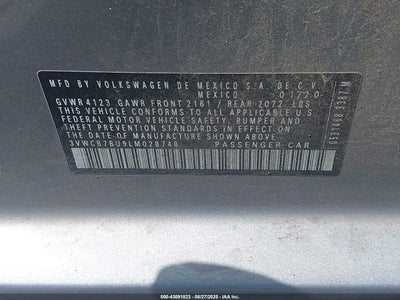 MFD BY VOLKSWAGEN DE MEXICO S.A. DE C.V.
MEXICO 01/20
GVWR 4123 GAWR FRONT 2161 / REAR 2072 LBS
THIS VEHICLE CONFORMS TO ALL APPLICABLE U.S
FEDERAL MOTOR VEHICLE SAFETY, BUMPER AND
THEFT PREVENTION STANDARDS IN EFFECT ON
THE DATE OF MANUFACTURE SHOWN ABOVE
3VWCB7BU9LM028748 PASSENGER CAR
000-43091823 - 08/27/2025 - IAA